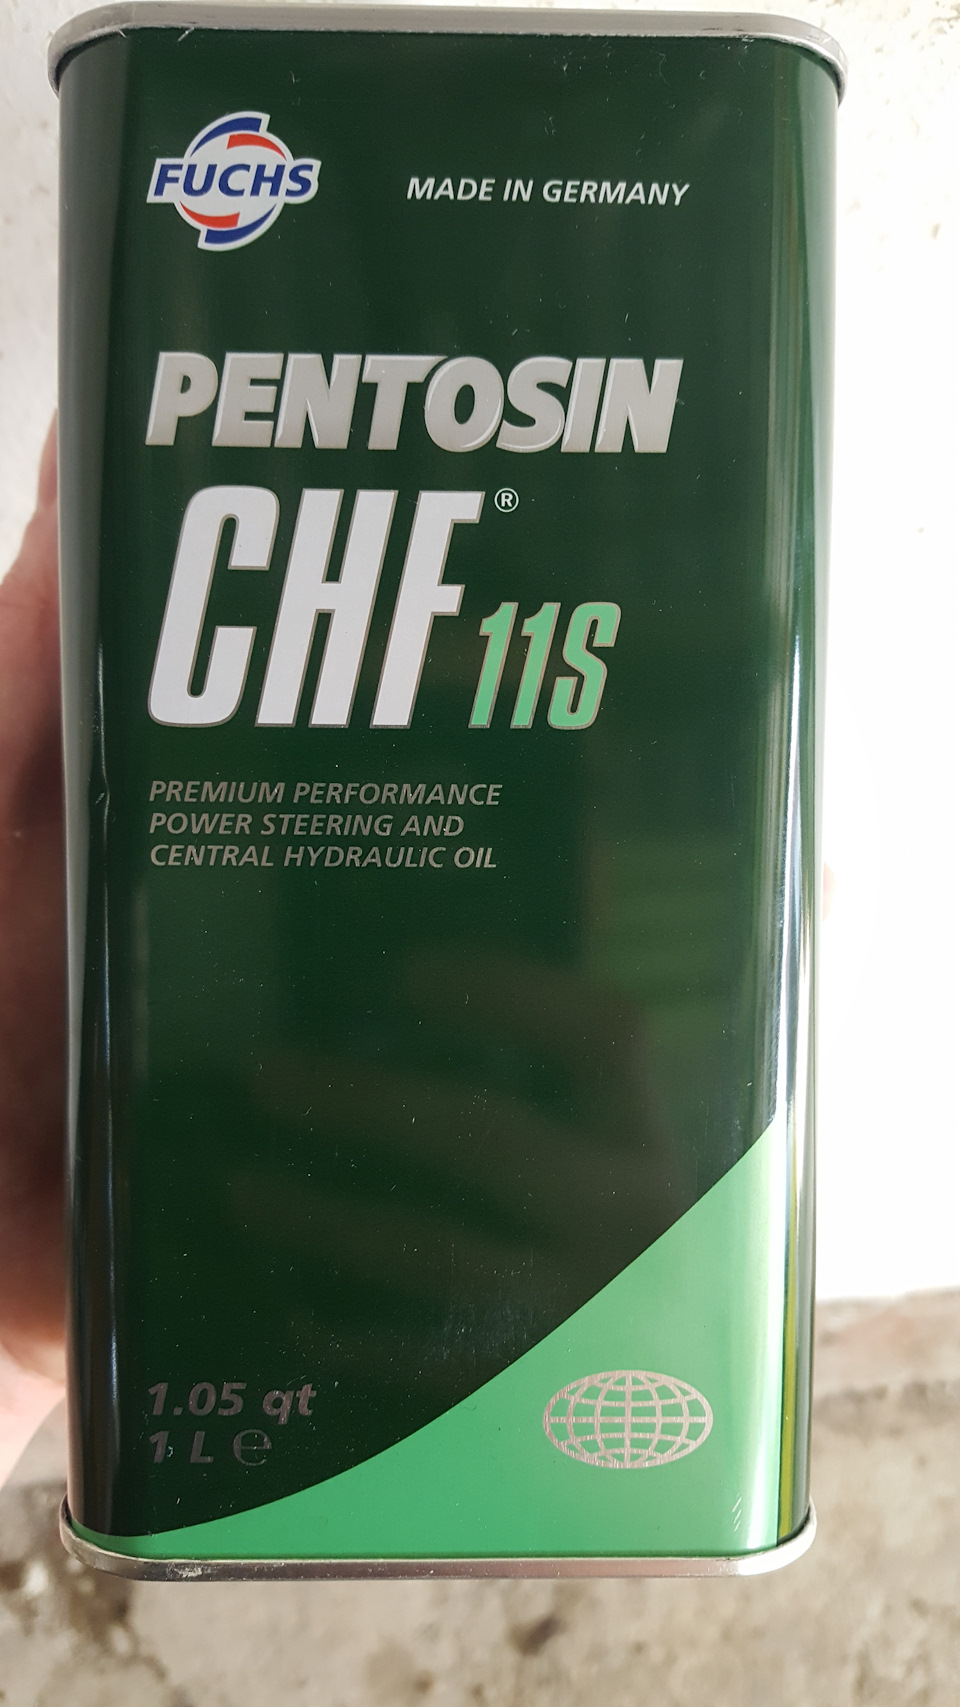 FUCHS
MADE IN GERMANY
PENTOSIN
CHF®
11S
PREMIUM PERFORMANCE
POWER STEERING AND
CENTRAL HYDRAULIC OIL
1.05 qt
1 L ℮